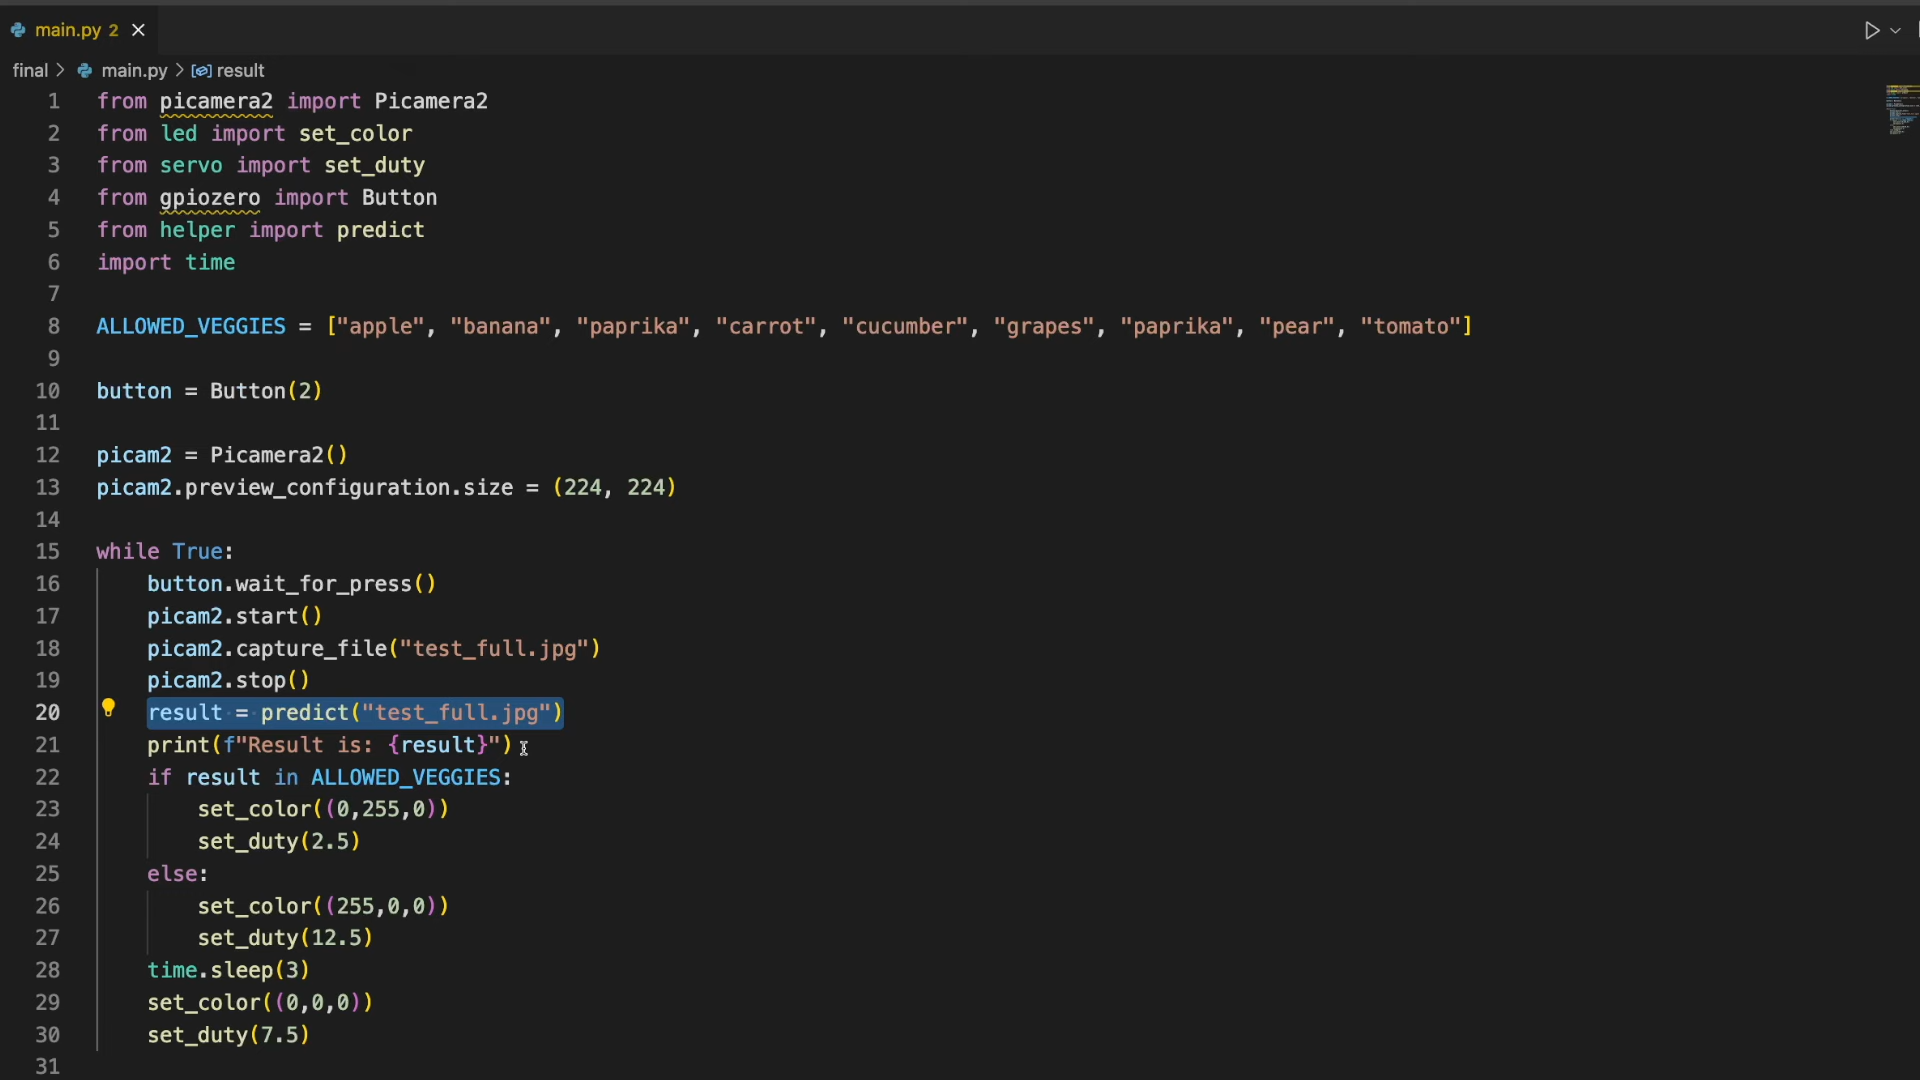 main.py 2
final > main.py > result
1 from picamera2 import Picamera2
2 from led import set_color
3 from servo import set_duty
4 from gpiozero import Button
5 from helper import predict
6 import time
7
8 ALLOWED_VEGGIES = ["apple", "banana", "paprika", "carrot", "cucumber", "grapes", "paprika", "pear", "tomato"]
9
10 button = Button(2)
11
12 picam2 = Picamera2()
13 picam2.preview_configuration.size = (224, 224)
14
15 while True:
16     button.wait_for_press()
17     picam2.start()
18     picam2.capture_file("test_full.jpg")
19     picam2.stop()
20     result = predict("test_full.jpg")
21     print(f"Result is: {result}")
22     if result in ALLOWED_VEGGIES:
23         set_color((0,255,0))
24         set_duty(2.5)
25     else:
26         set_color((255,0,0))
27         set_duty(12.5)
28     time.sleep(3)
29     set_color((0,0,0))
30     set_duty(7.5)
31